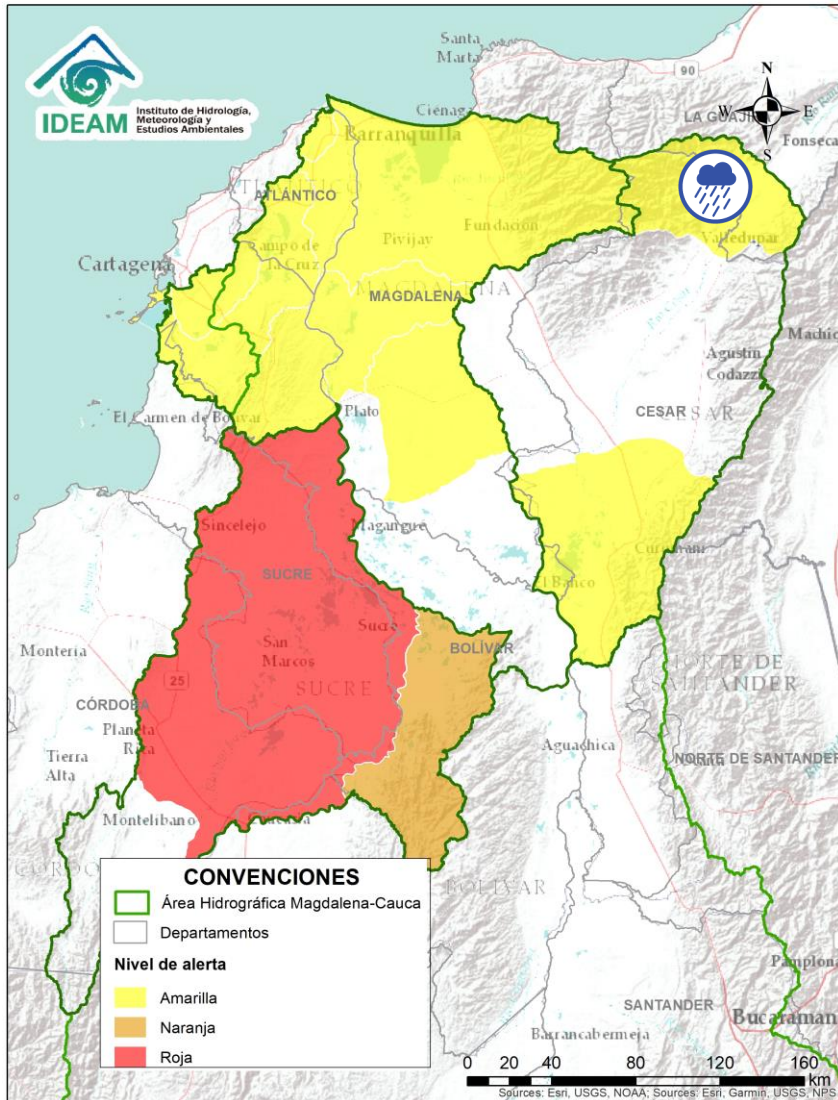 IDEAM
Instituto de Hidrología,
Meteorología y
Estudios Ambientales
Santa
Marta
90
N
W
E
S
LA GUAJI
Fonseca
Ciénaga
Barranquilla
ATLÁNTICO
Campo de
la Cruz
Pivijay
Fundación
Valledupar
Cartagena
MAGDALENA
Agustín
Codazzi
CESAR
El Carmen de Bolívar
Plato
Sincelejo
Magangue
SUCRE
El Banco
Sucre
San
Marcos
SUCRE
BOLÍVAR
Montería
25
CÓRDOBA
Planeta
Rica
Tierra
Alta
NORTE DE
SANTANDER
Aguachica
NORTE DE SANTANDER
Montelibano
BOLÍVAR
CONVENCIONES
Área Hidrográfica Magdalena-Cauca
Departamentos
Nivel de alerta
Amarilla
Naranja
Roja
Pamplona
SANTANDER
Bucaraman
Barrancabermeja
0 20 40 80 120 160
km
Sources: Esri, USGS, NOAA; Sources: Esri, Garmin, USGS, NPS